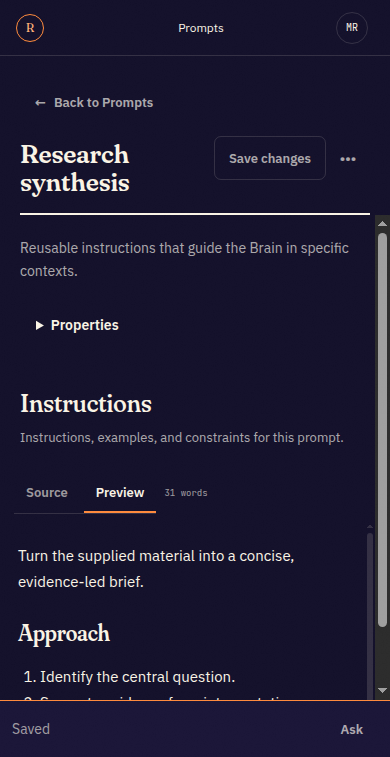 R
Prompts
MR
← Back to Prompts
Research
synthesis
Save changes
•••
Reusable instructions that guide the Brain in specific
contexts.
▶ Properties
Instructions
Instructions, examples, and constraints for this prompt.
Source
Preview
31 words
Turn the supplied material into a concise,
evidence-led brief.
Approach
1. Identify the central question.
Saved
Ask